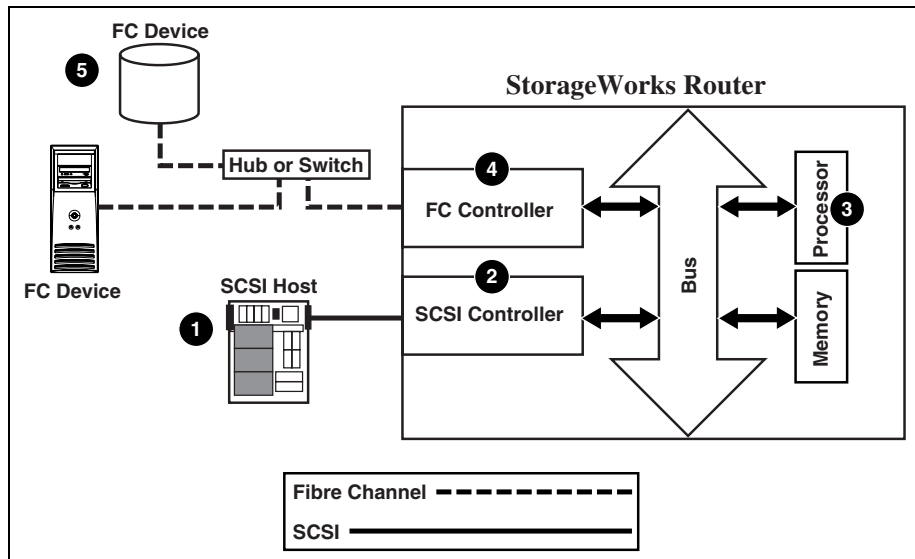 FC Device
5
StorageWorks Router
Hub or Switch
4
FC Controller
Processor
3
FC Device
SCSI Host
2
SCSI Controller
Bus
1
Memory
Fibre Channel
SCSI